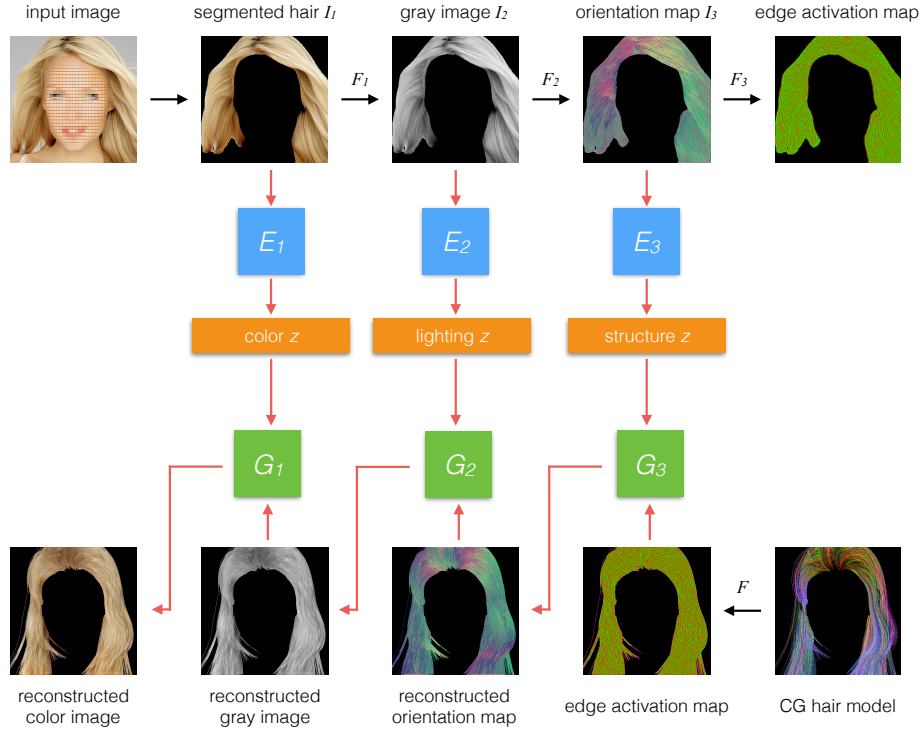 input image
segmented hair I1
gray image I2
orientation map I3
edge activation map
F1
F2
F3
E1
E2
E3
color z
lighting z
structure z
G1
G2
G3
F
reconstructed
color image
reconstructed
gray image
reconstructed
orientation map
edge activation map
CG hair model